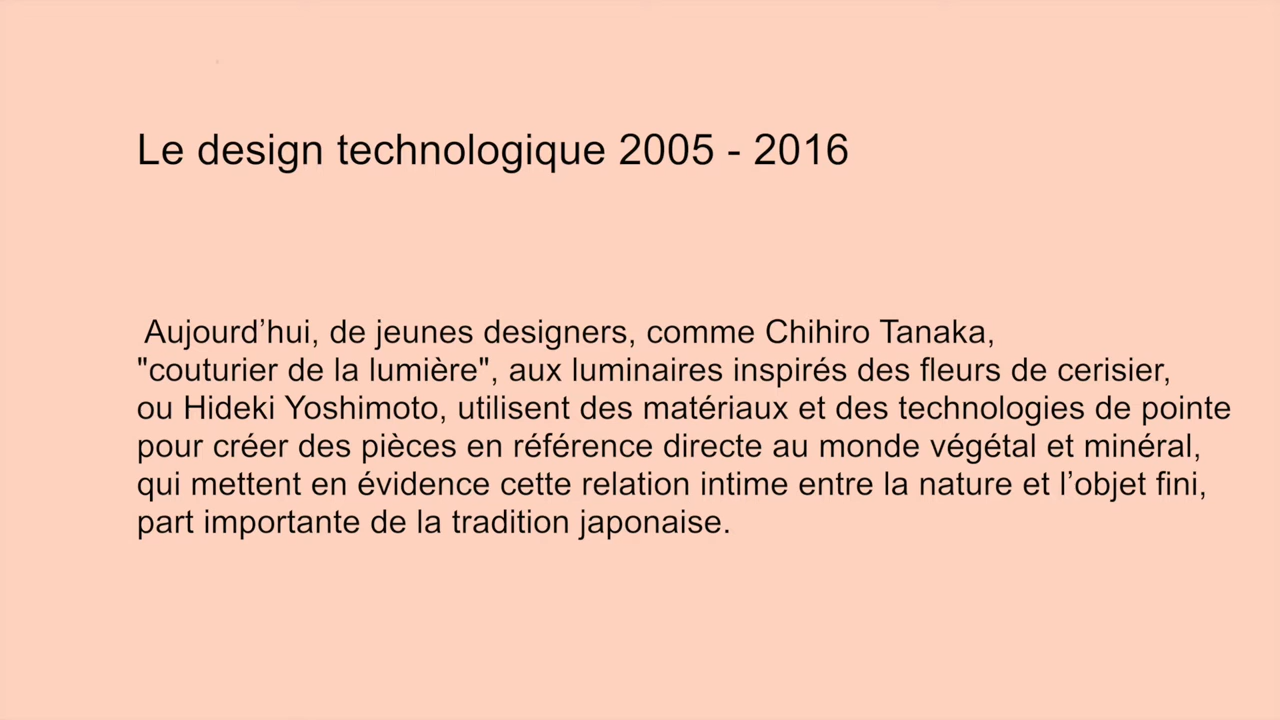 Le design technologique 2005 - 2016
Aujourd’hui, de jeunes designers, comme Chihiro Tanaka,
"couturier de la lumière", aux luminaires inspirés des fleurs de cerisier,
ou Hideki Yoshimoto, utilisent des matériaux et des technologies de pointe
pour créer des pièces en référence directe au monde végétal et minéral,
qui mettent en évidence cette relation intime entre la nature et l’objet fini,
part importante de la tradition japonaise.